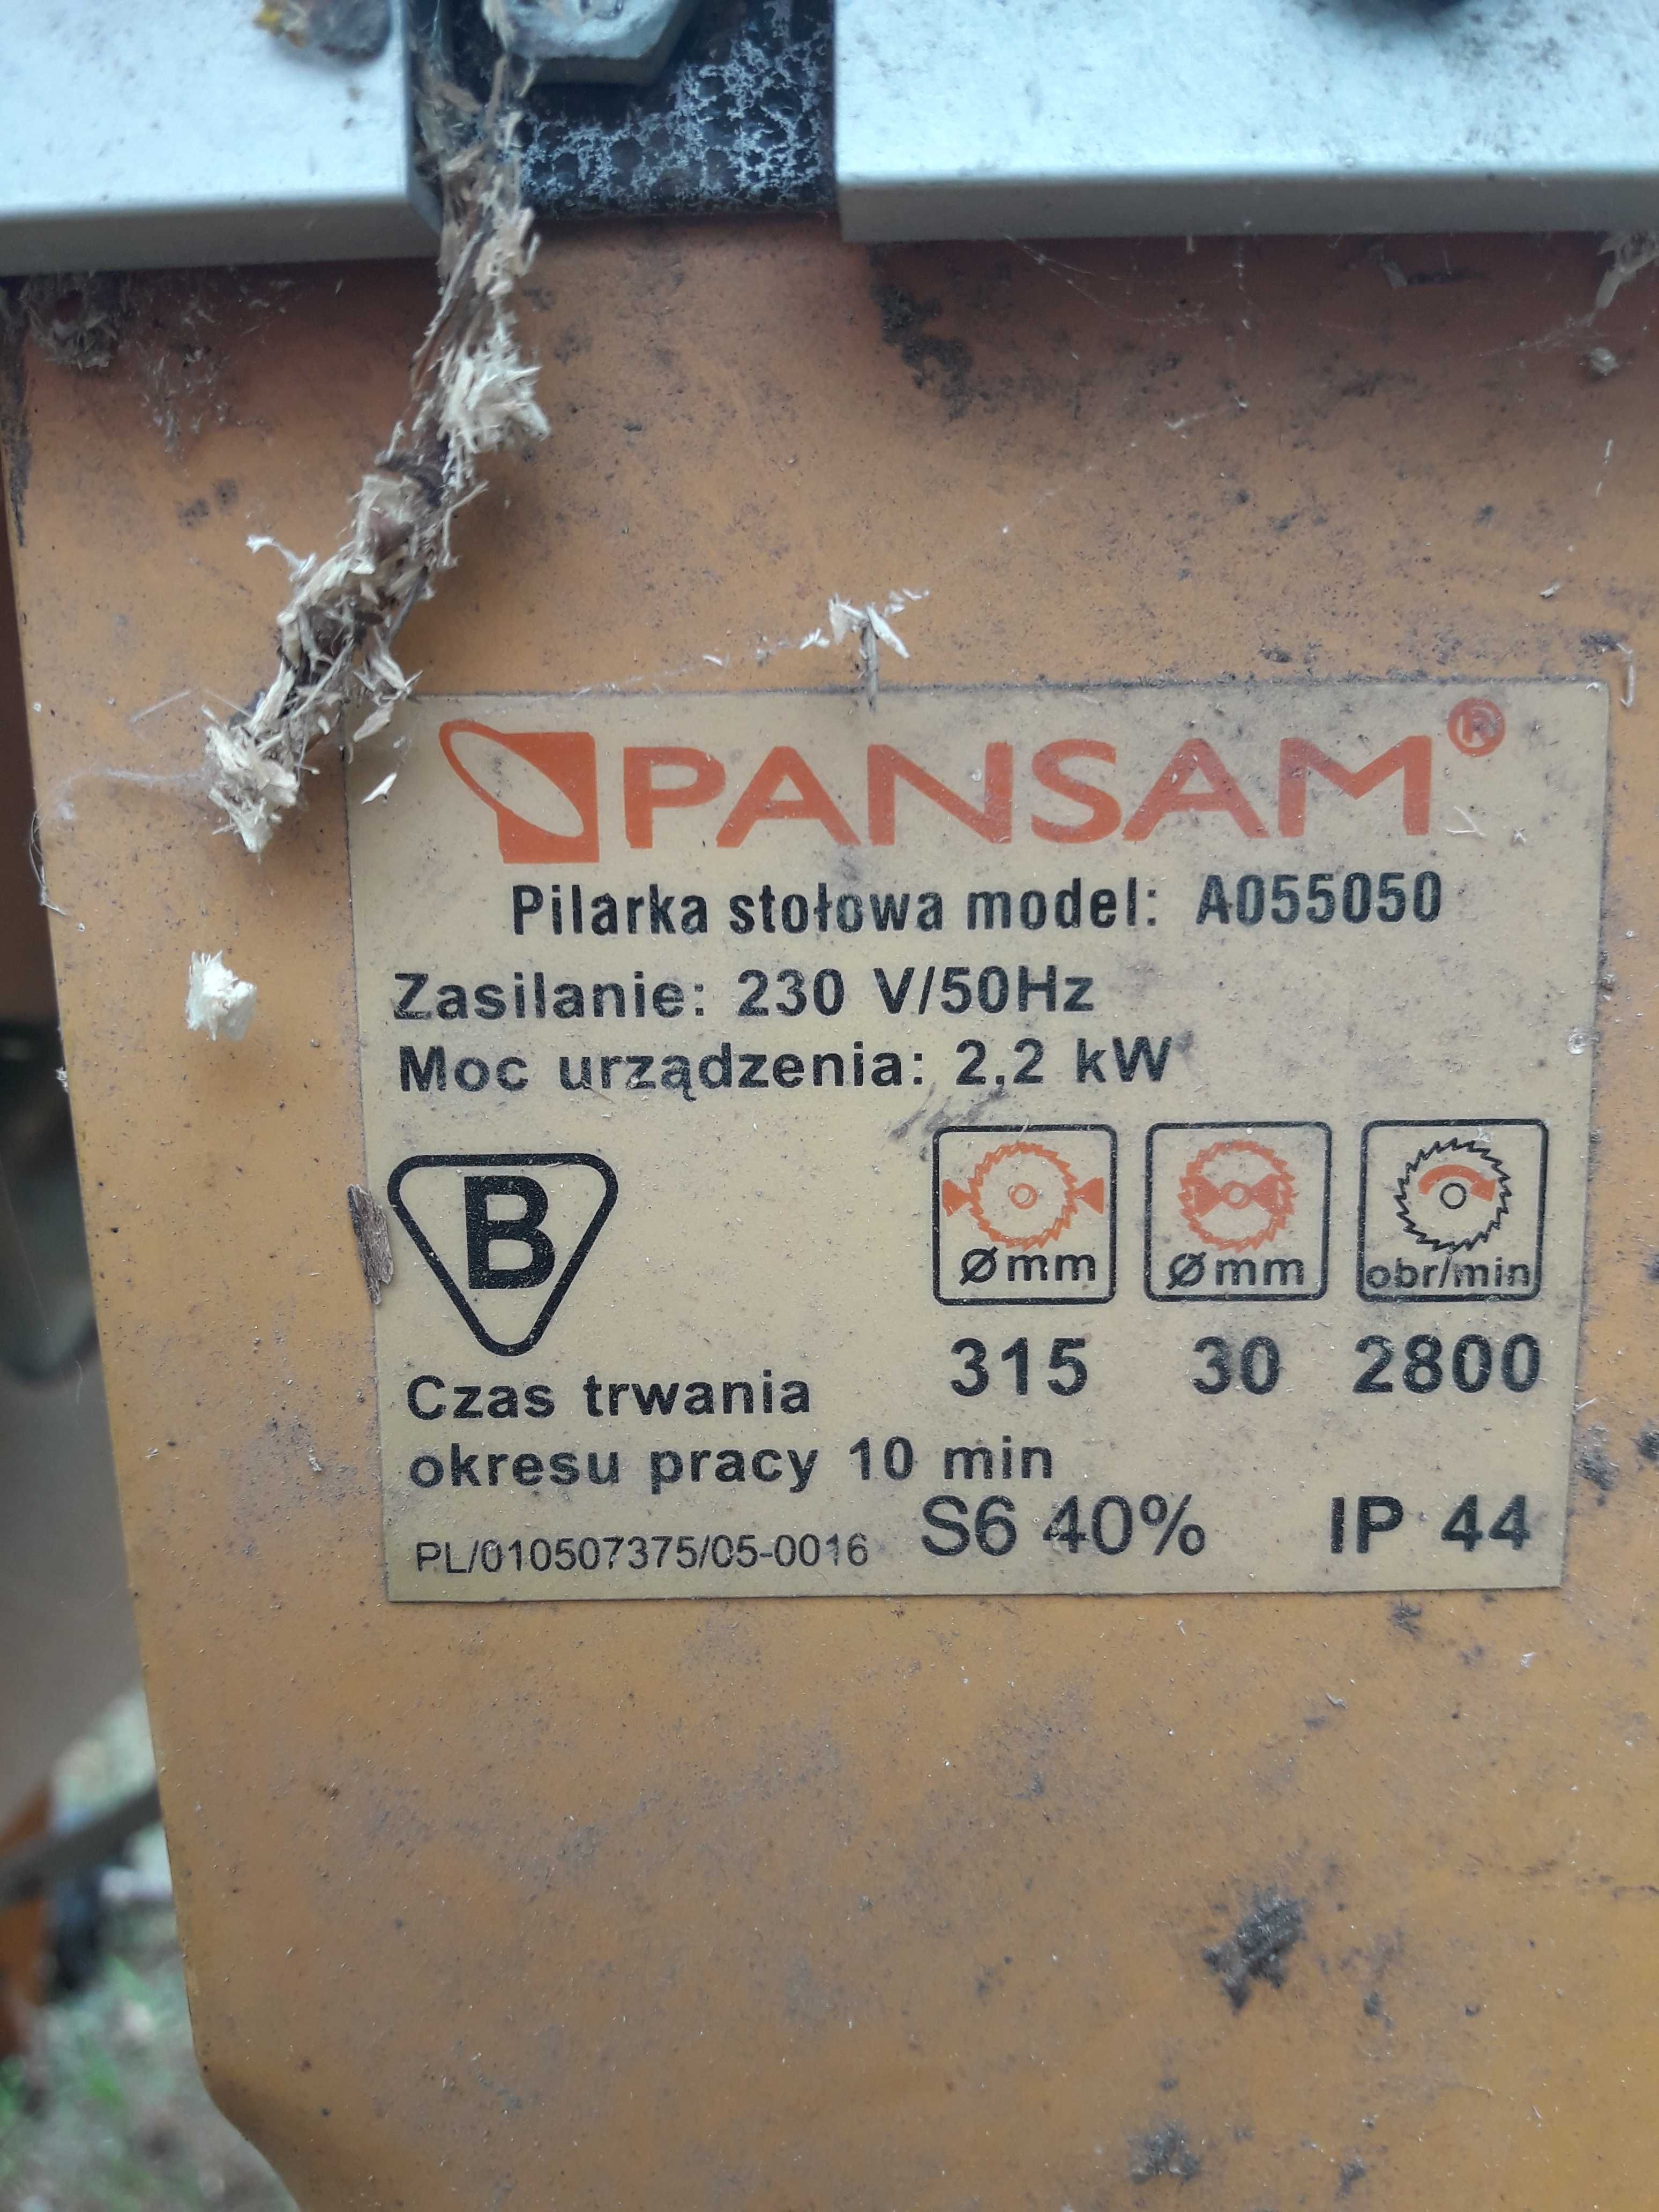 PANSAM®
Pilarka stołowa model: A055050
Zasilanie: 230 V/50Hz
Moc urządzenia: 2,2 kW
B
Ømm Ømm obr/min
315 30 2800
Czas trwania
okresu pracy 10 min
S6 40% IP 44
PL/010507375/05-0016